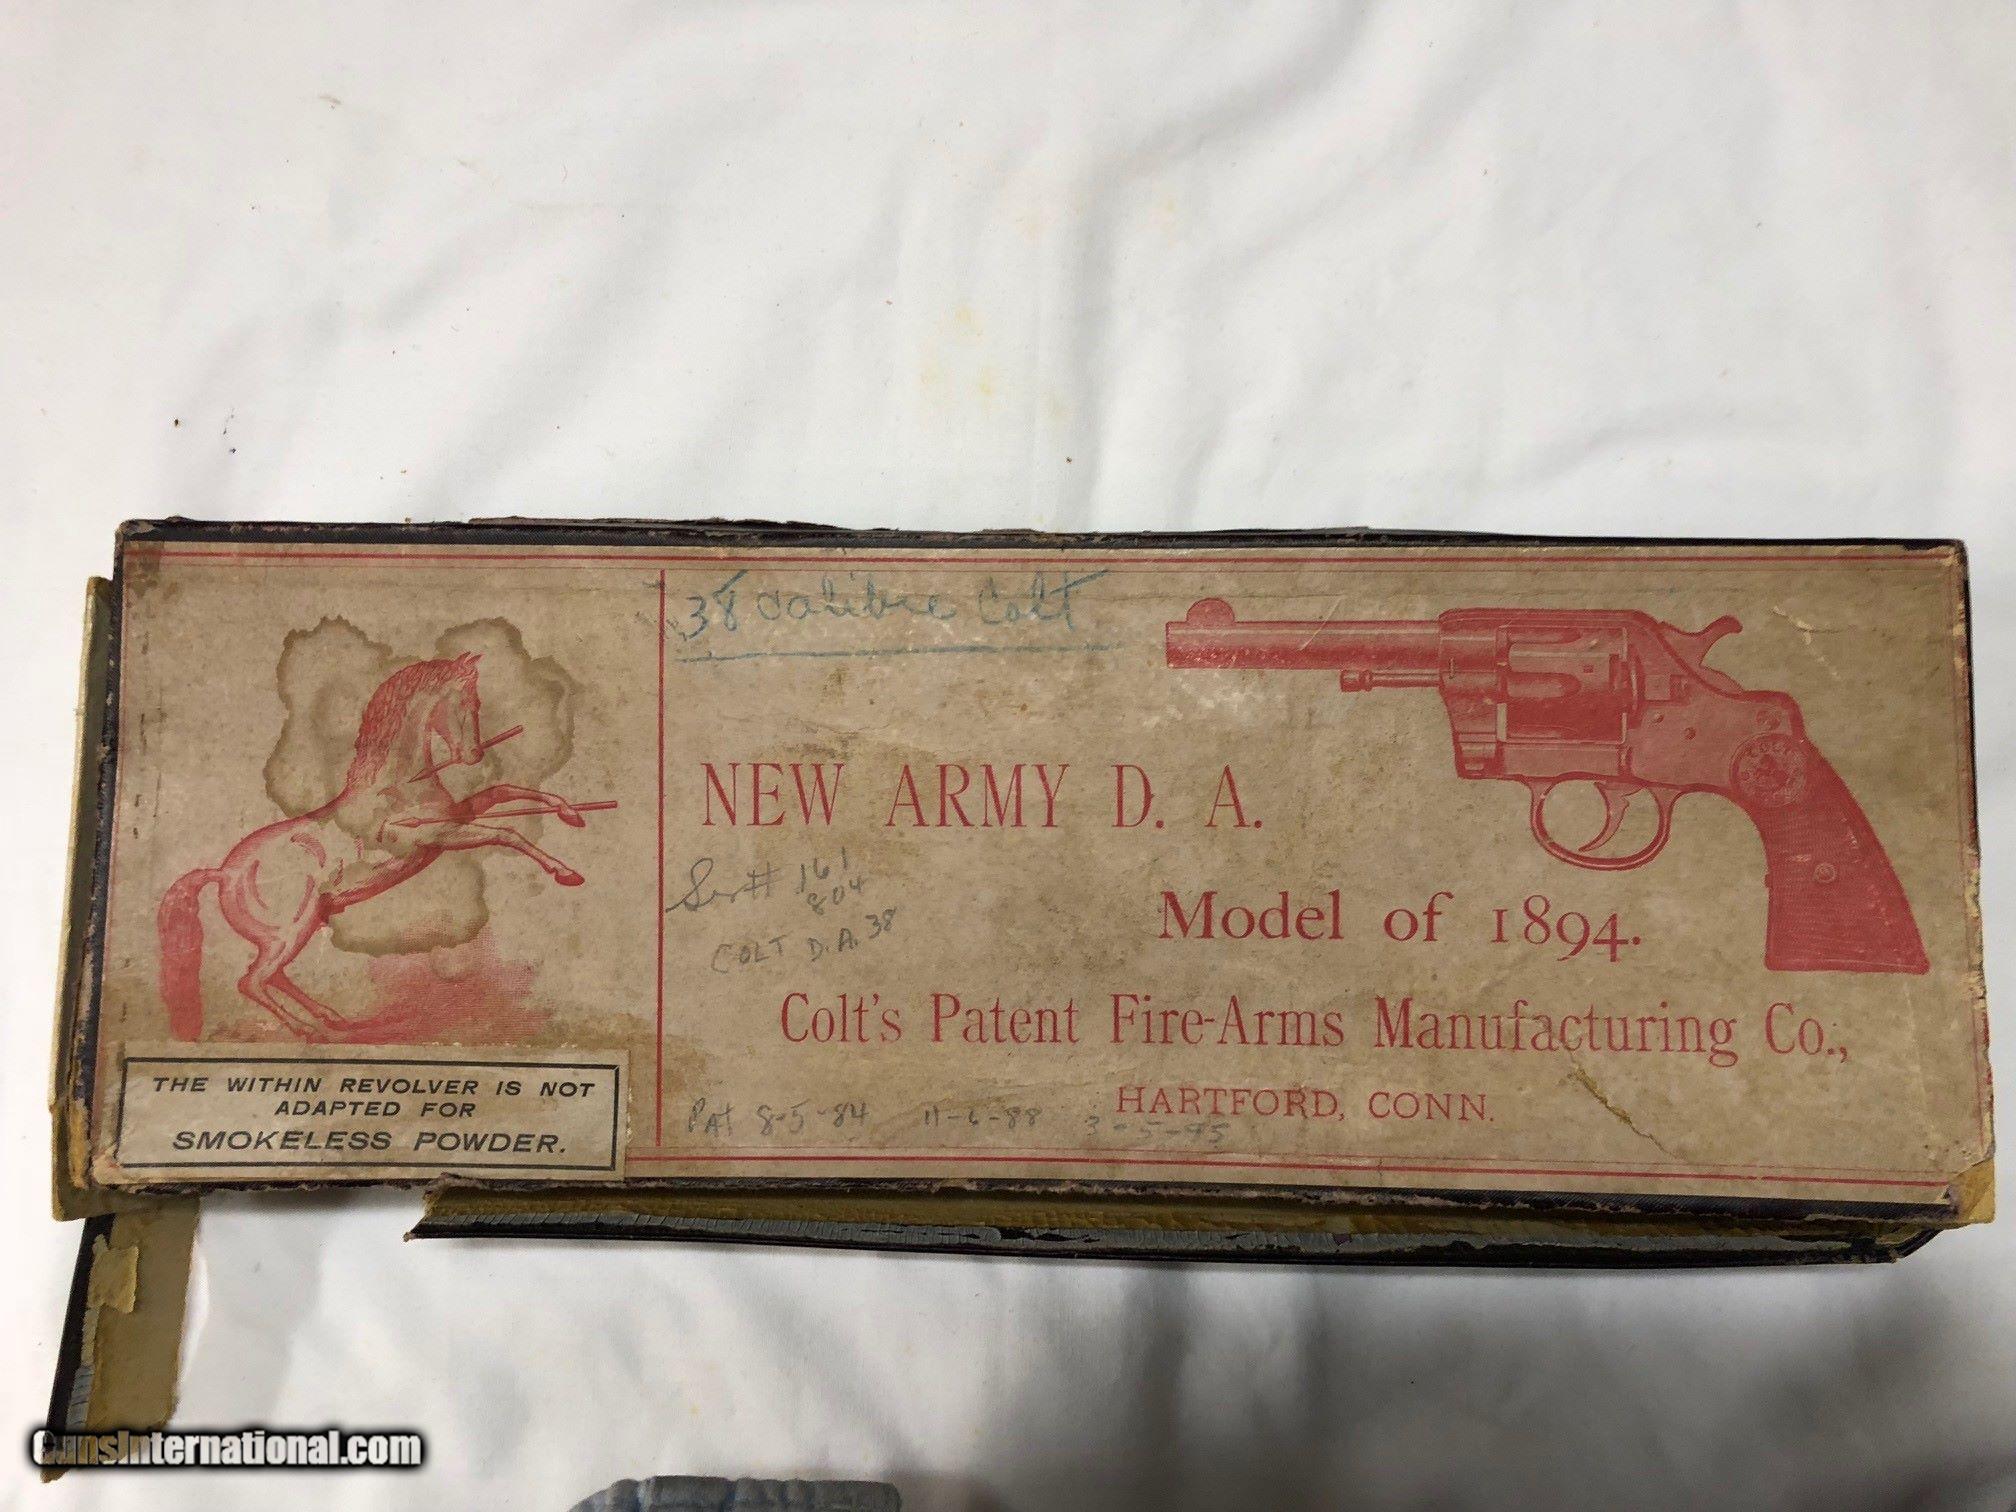 38 calibre Colt
NEW ARMY D. A.
Ser# 161
804
COLT D.A. 38
Model of 1894.
Colt's Patent Fire-Arms Manufacturing Co.,
HARTFORD, CONN.
PAT 8-5-84 11-6-88 3-5-95
THE WITHIN REVOLVER IS NOT
ADAPTED FOR
SMOKELESS POWDER.
COLT
GunsInternational.com